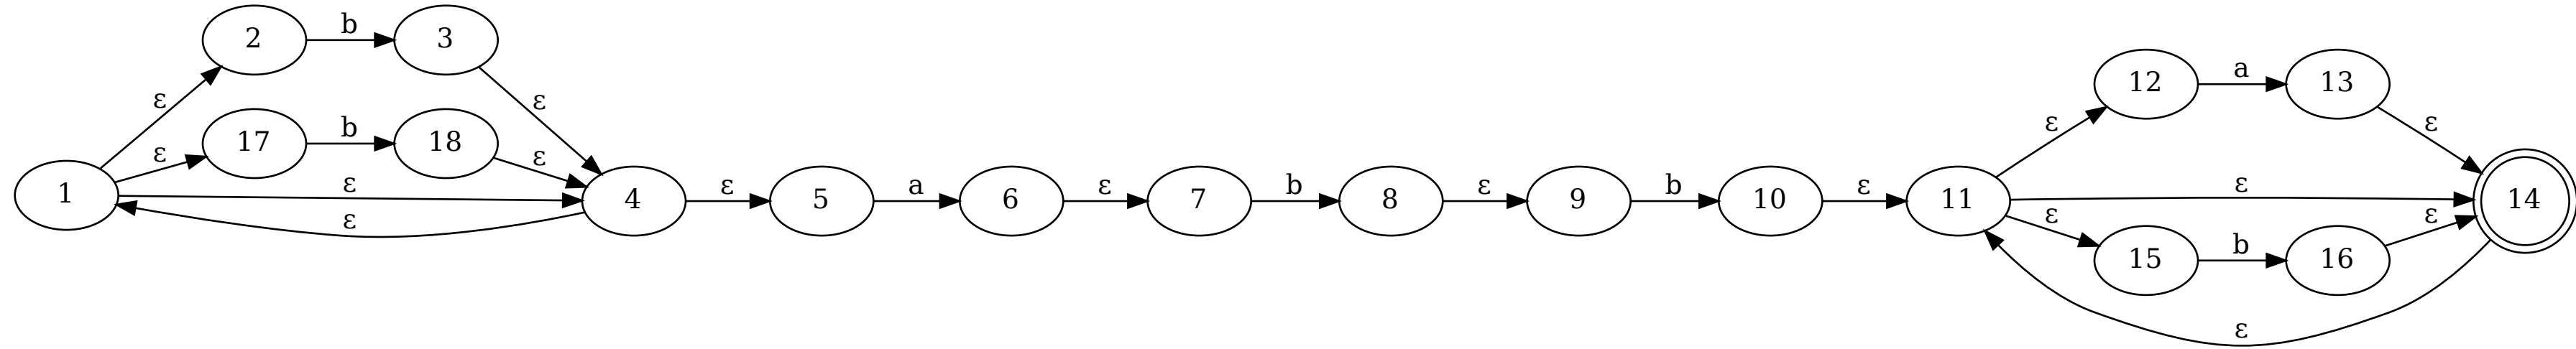 2 b 3
ε ε
12 a 13
17 b 18
ε ε ε ε
1 ε 4 ε 5 a 6 ε 7 b 8 ε 9 b 10 ε 11 ε 14
ε ε ε
15 b 16
ε